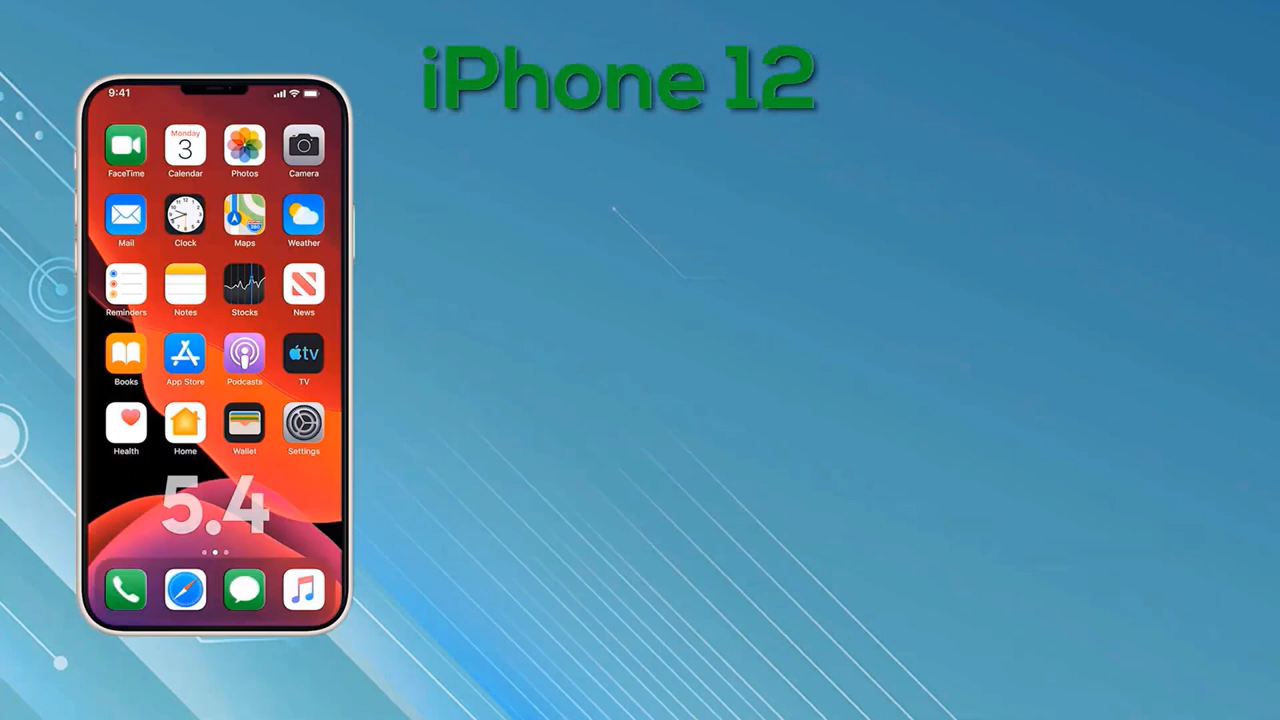 iPhone 12
9:41
Monday
3
FaceTime Calendar Photos Camera
Mail Clock Maps Weather
Reminders Notes Stocks News
tv
Books App Store Podcasts TV
Health Home Wallet Settings
5.4